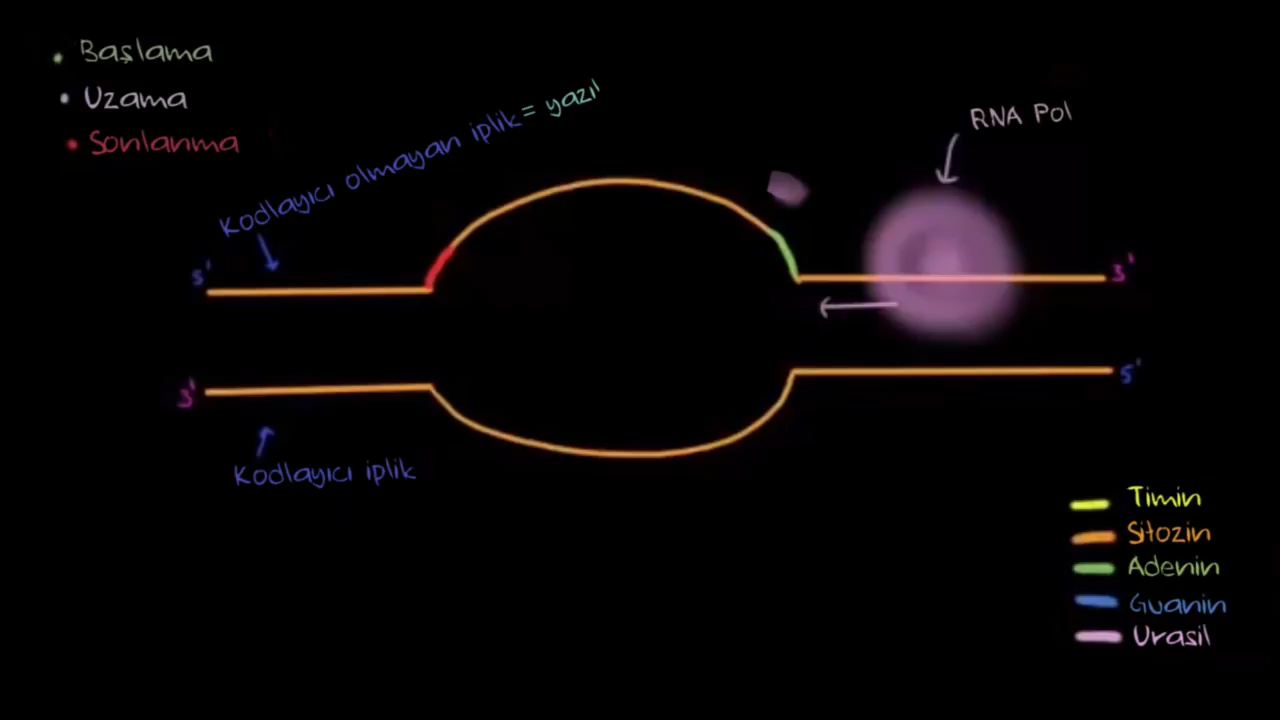 • Başlama
• Uzama
• Sonlanma
Kodlayıcı olmayan iplik = yazıl
RNA Pol
5'
3'
3'
5'
Kodlayıcı iplik
Timin
Sitozin
Adenin
Guanin
Urasil